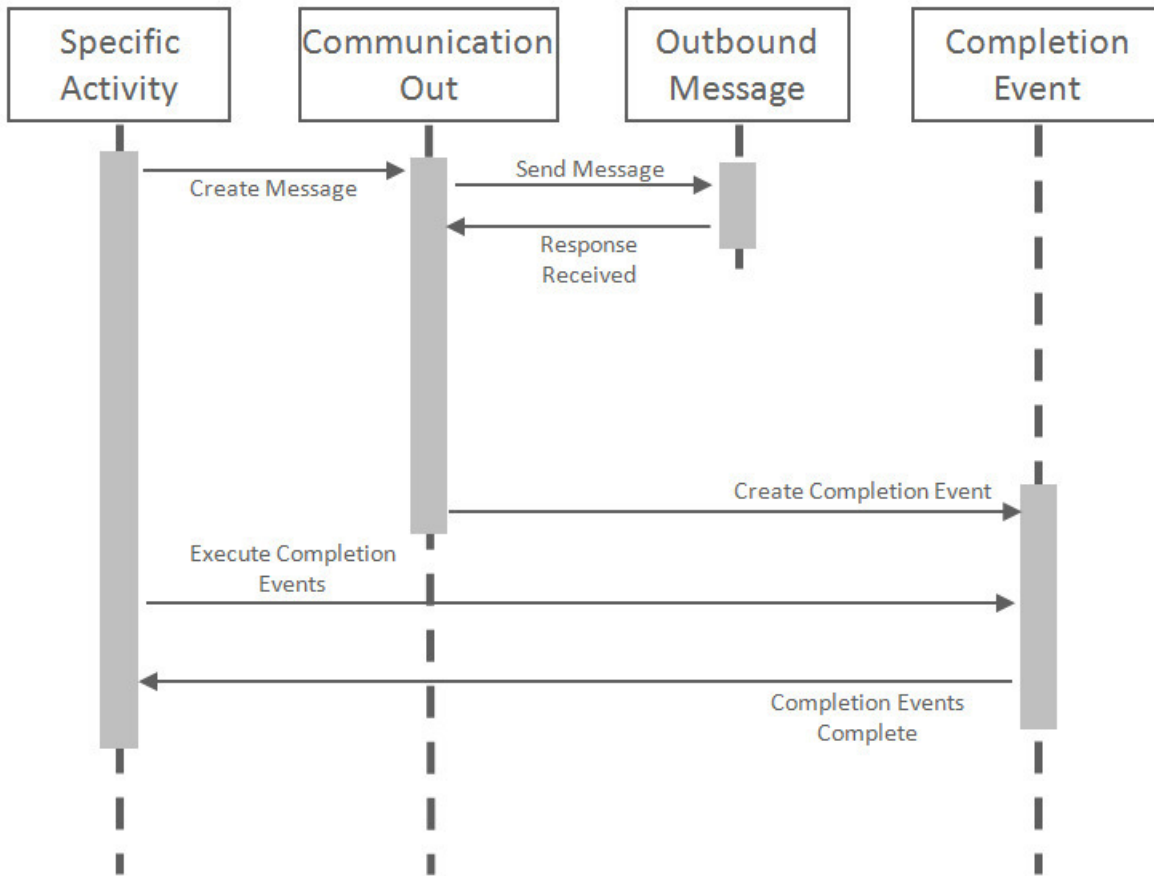 Specific
Activity
Communication
Out
Outbound
Message
Completion
Event
Create Message
Send Message
Response
Received
Create Completion Event
Execute Completion
Events
Completion Events
Complete